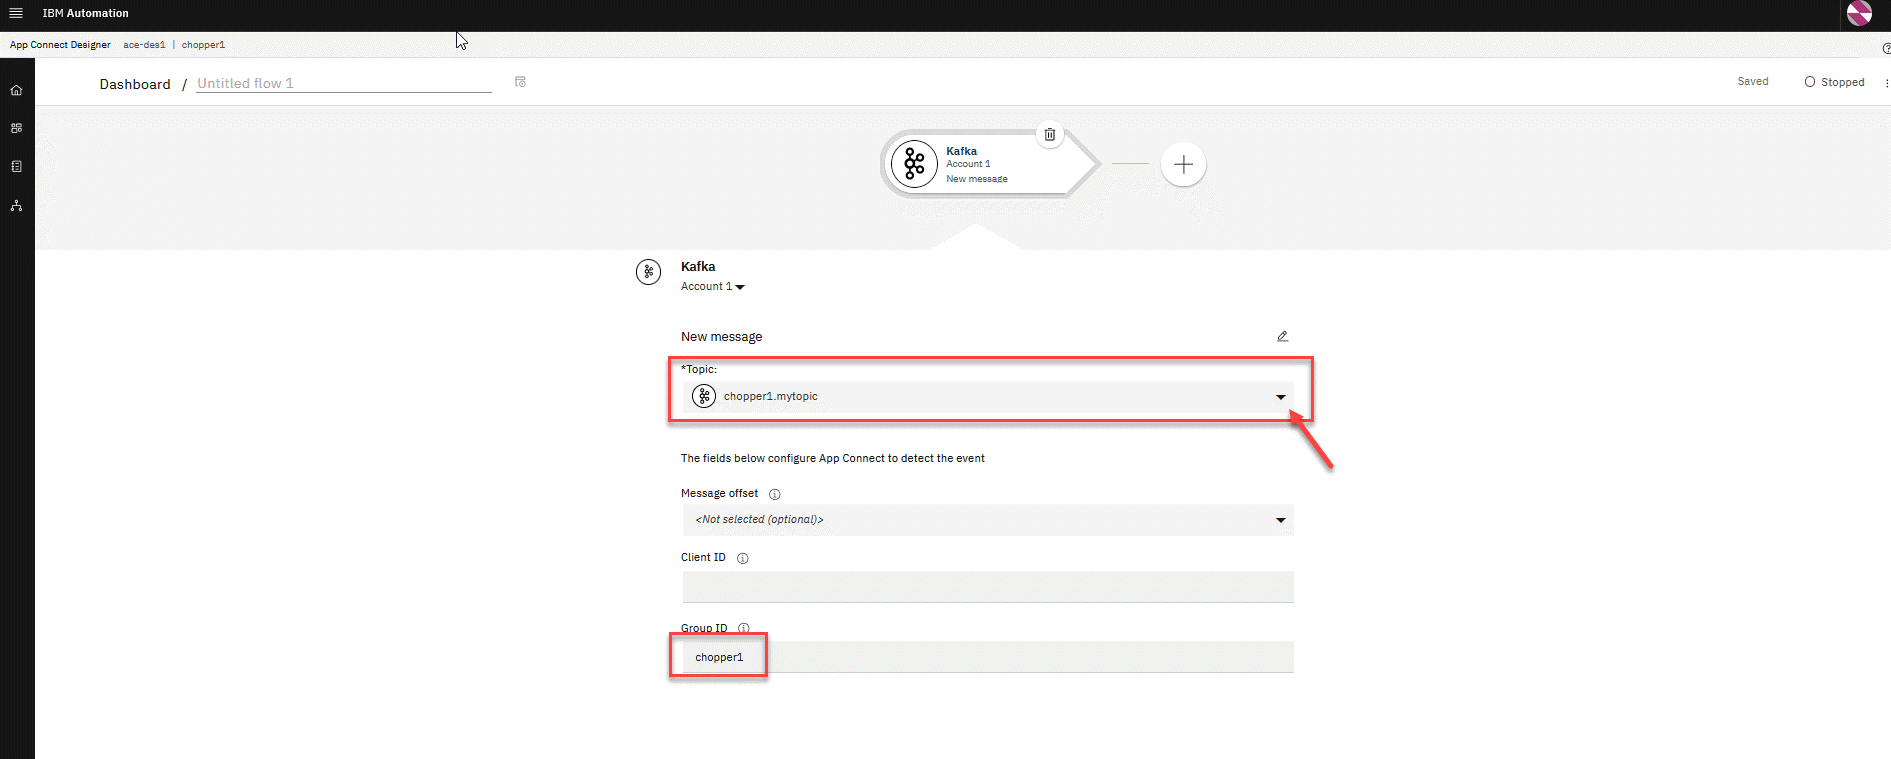 IBM Automation
App Connect Designer ace-des1 | chopper1
Dashboard / Untitled flow 1
Saved
Stopped
Kafka
Account 1
New message
Kafka
Account 1
New message
*Topic:
chopper1.mytopic
The fields below configure App Connect to detect the event
Message offset
<Not selected (optional)>
Client ID
Group ID
chopper1